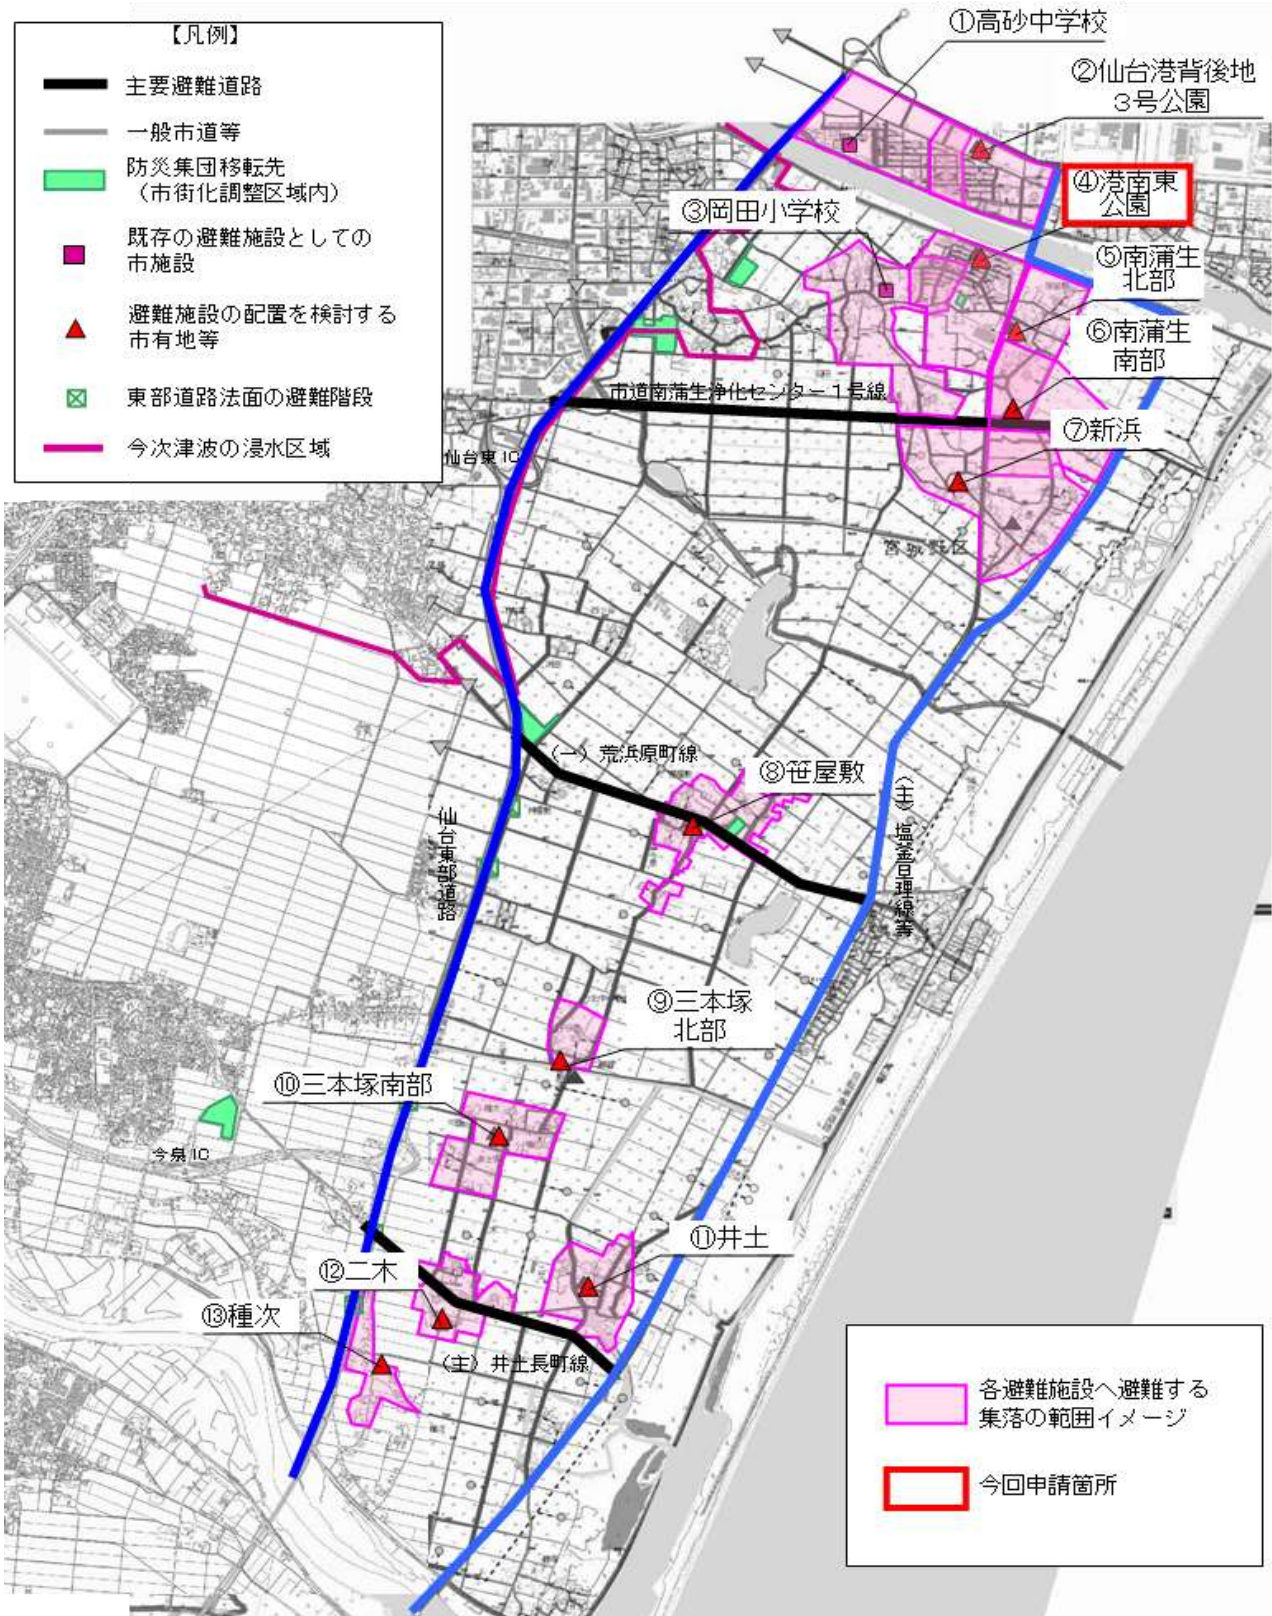 【凡例】
主要避難道路
一般市道等
防災集団移転先
（市街化調整区域内）
既存の避難施設としての
市施設
避難施設の配置を検討する
市有地等
東部道路法面の避難階段
今次津波の浸水区域
①高砂中学校
②仙台港背後地
３号公園
③岡田小学校
④港南東
公園
⑤南蒲生
北部
⑥南蒲生
南部
市道南蒲生浄化センター１号線
⑦新浜
仙台東IC
宮城野区
（一）荒浜原町線
⑧笹屋敷
（主）塩釜亘理線等
仙台東部道路
⑨三本塚
北部
⑩三本塚南部
今泉IC
⑪井土
⑫二木
⑬種次
（主）井土長町線
各避難施設へ避難する
集落の範囲イメージ
今回申請箇所